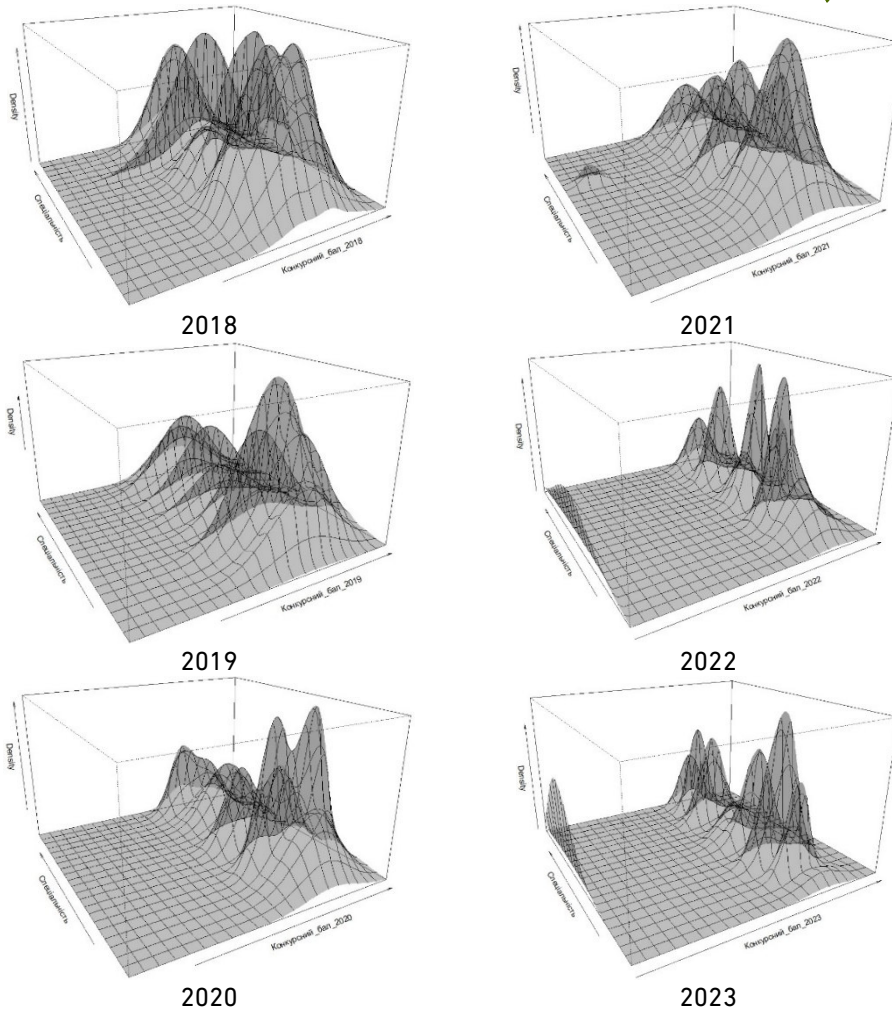 Density
Спеціальність
Конкурсний_бал_2018
2018
Density
Спеціальність
Конкурсний_бал_2021
2021
Density
Спеціальність
Конкурсний_бал_2019
2019
Density
Спеціальність
Конкурсний_бал_2022
2022
Density
Спеціальність
Конкурсний_бал_2020
2020
Density
Спеціальність
Конкурсний_бал_2023
2023